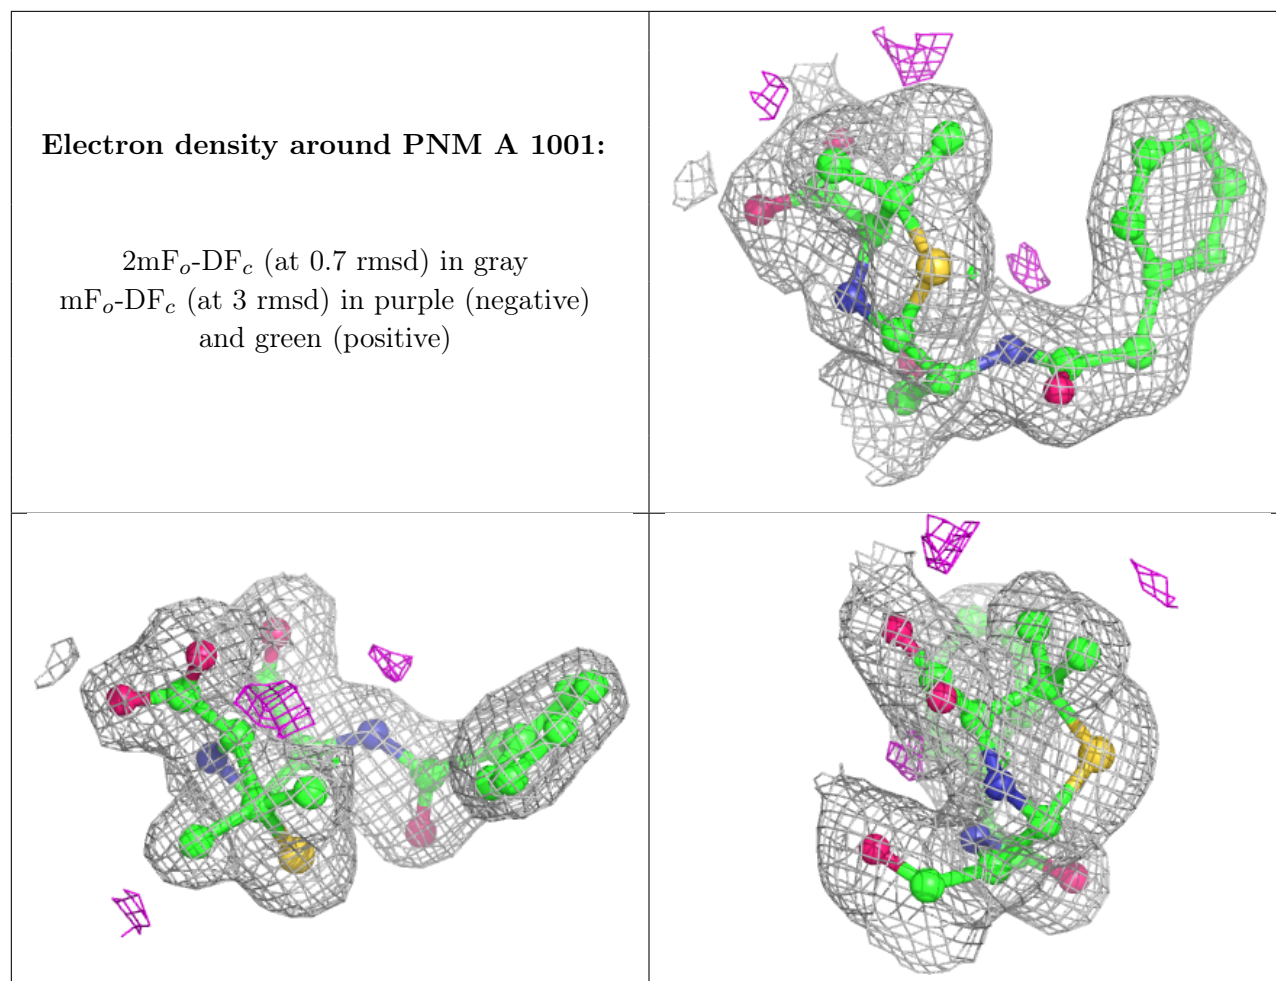 Electron density around PNM A 1001:
2mFo-DFc (at 0.7 rmsd) in gray
mFo-DFc (at 3 rmsd) in purple (negative)
and green (positive)